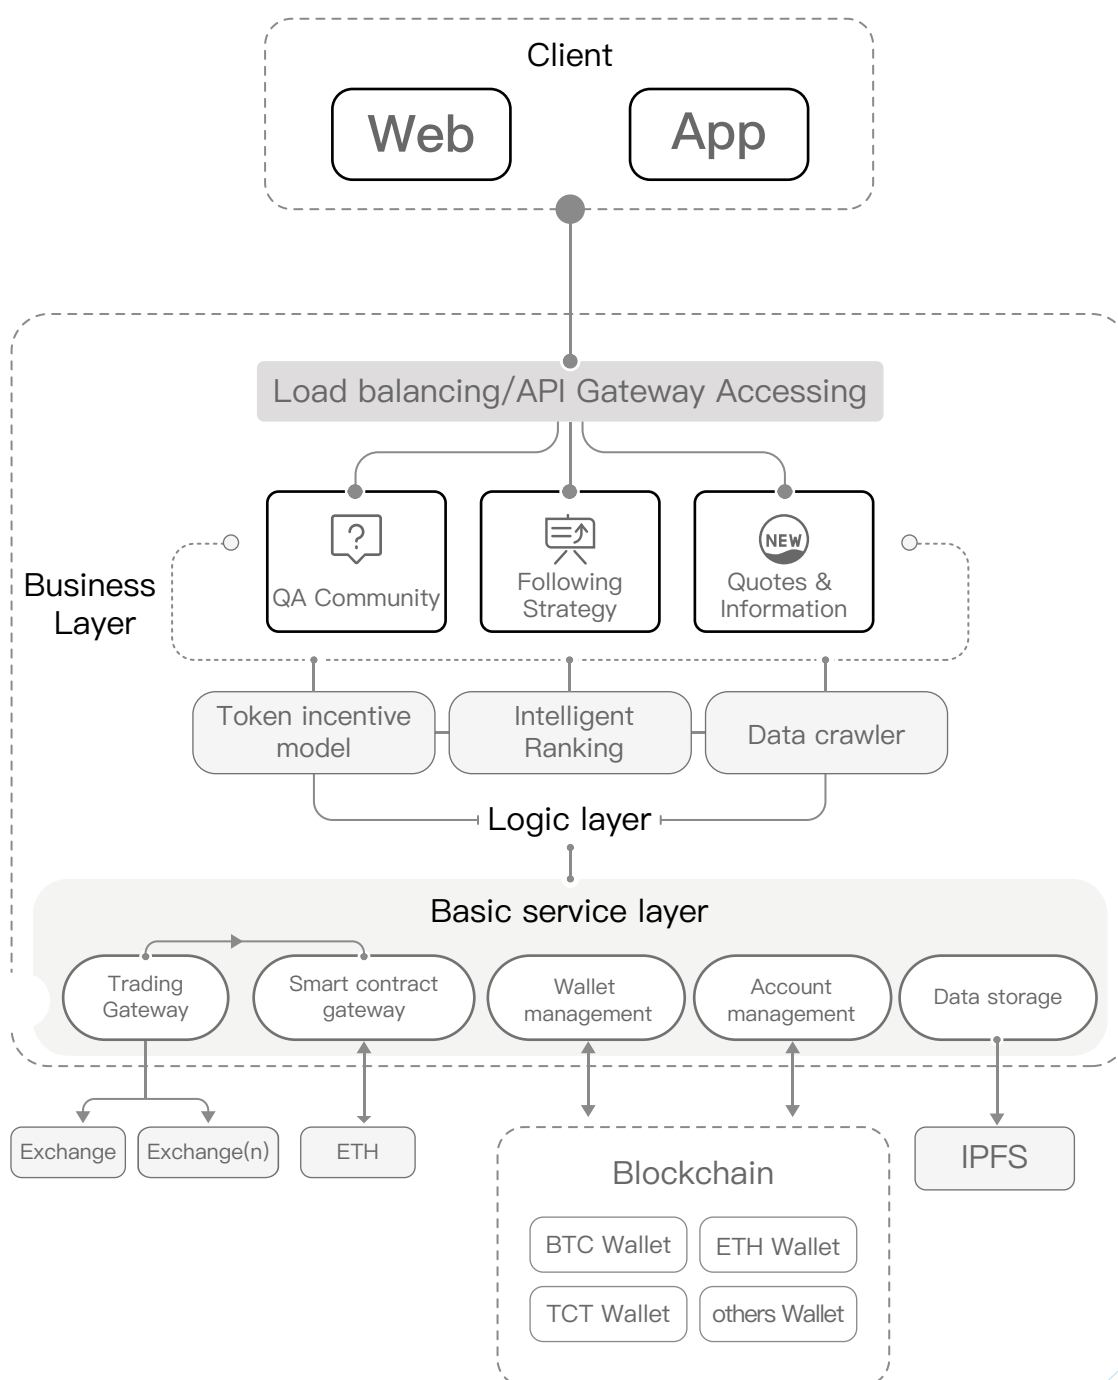 Client
Web
App
Load balancing/API Gateway Accessing
Business
Layer
?
QA Community
Following
Strategy
NEW
Quotes &
Information
Token incentive
model
Intelligent
Ranking
Data crawler
Logic layer
Basic service layer
Trading
Gateway
Smart contract
gateway
Wallet
management
Account
management
Data storage
Exchange
Exchange(n)
ETH
IPFS
Blockchain
BTC Wallet
ETH Wallet
TCT Wallet
others Wallet